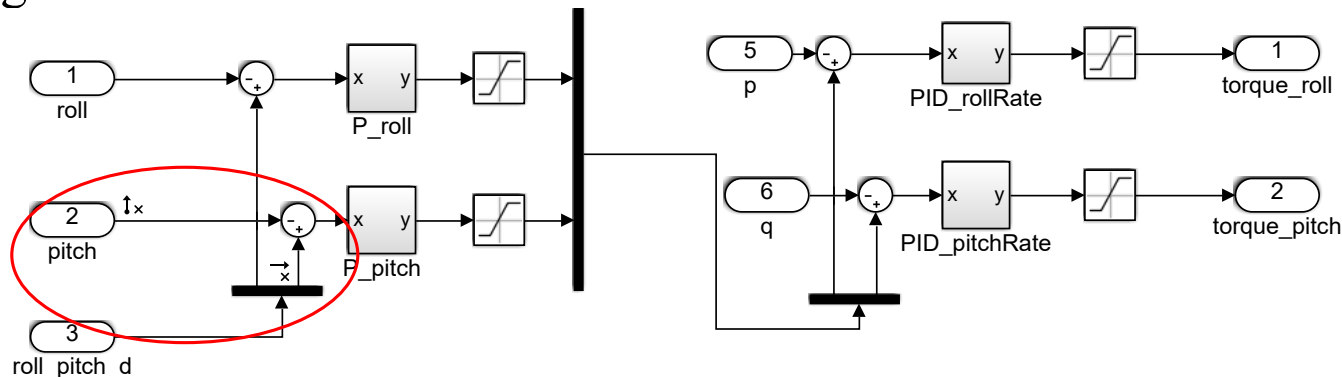 1
roll
- +
x y
P_roll
2
pitch
x
- +
x y
P_pitch
x
3
roll_pitch_d
5
p
- +
x y
PID_rollRate
1
torque_roll
6
q
- +
x y
PID_pitchRate
2
torque_pitch